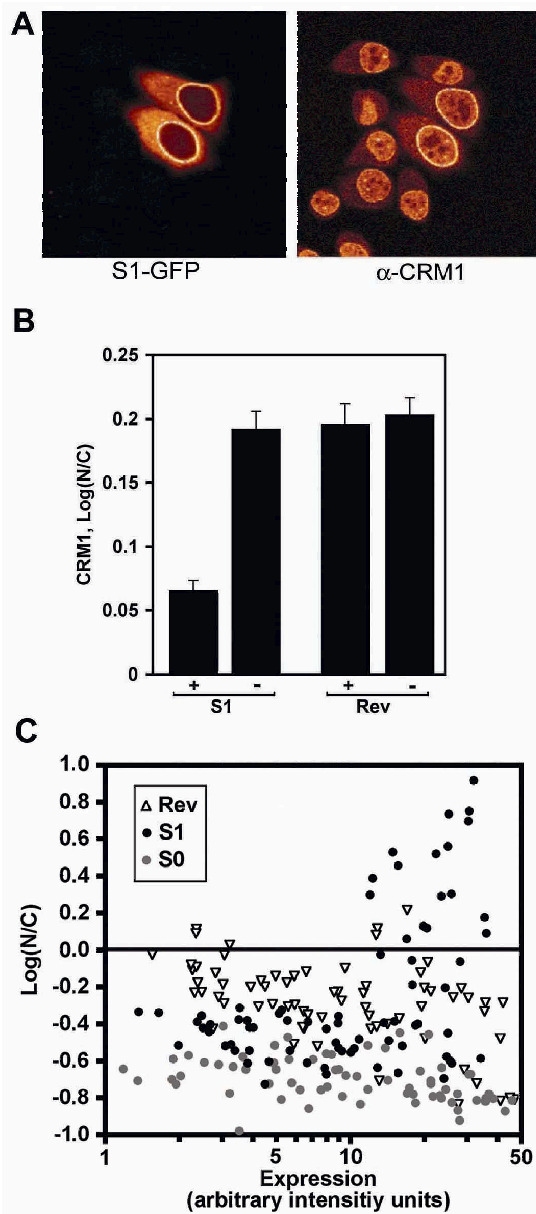 A
S1-GFP
α-CRM1
B
CRM1, Log(N/C)
0.25
0.2
0.15
0.1
0.05
0
+ - + -
S1 Rev
C
Log(N/C)
1.0
0.8
0.6
0.4
0.2
0.0
-0.2
-0.4
-0.6
-0.8
-1.0
Rev
S1
S0
1 5 10 50
Expression
(arbitrary intensitiy units)